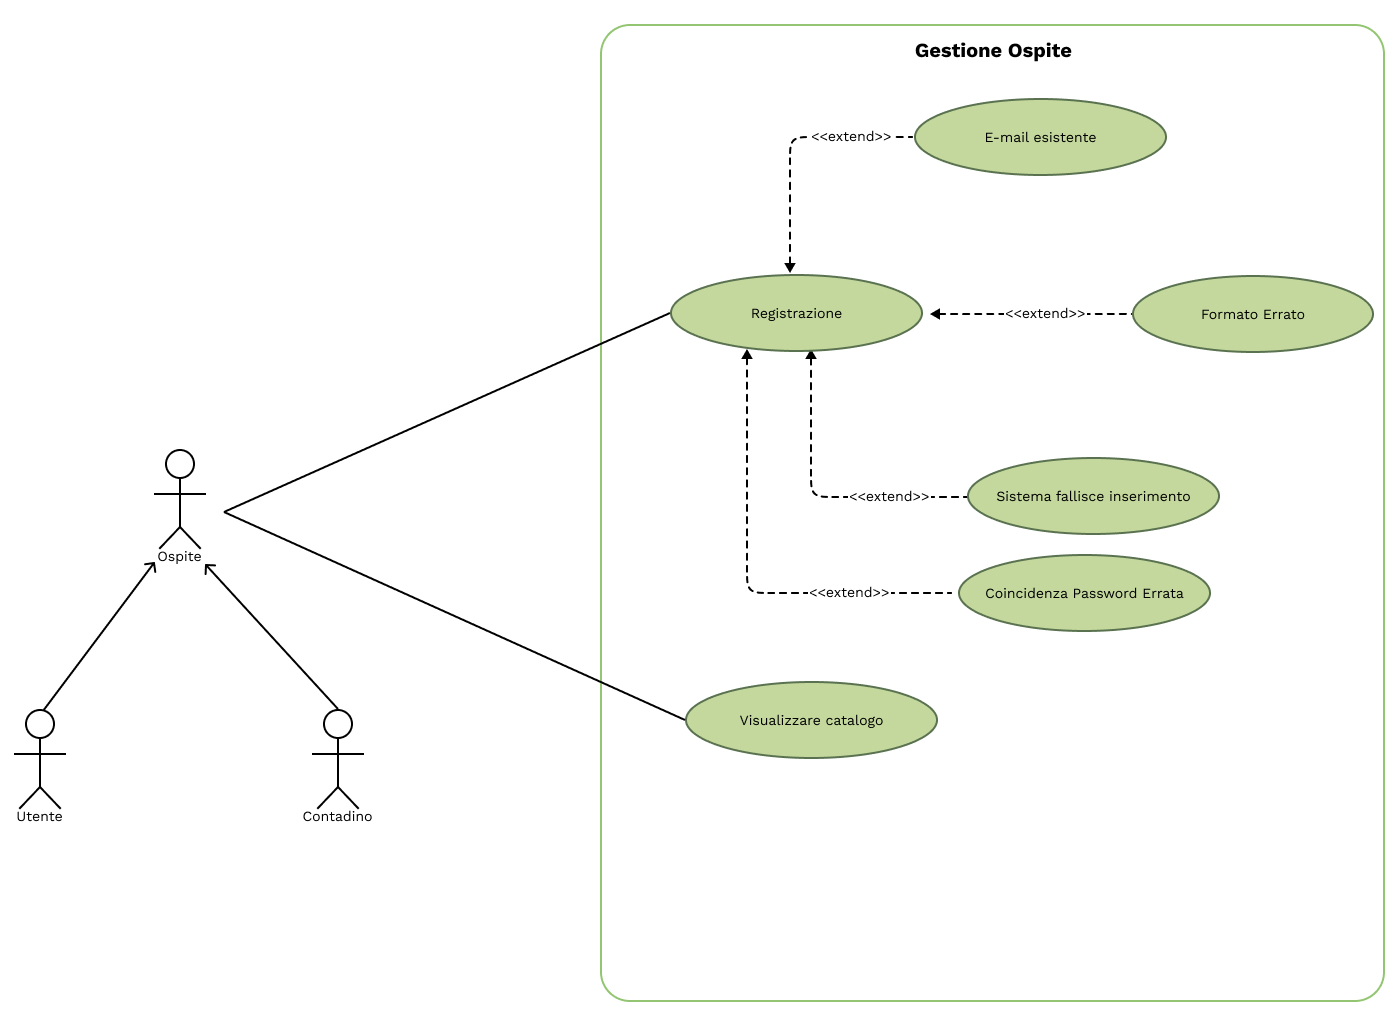 Gestione Ospite
<<extend>>
E-mail esistente
Registrazione
<<extend>>
Formato Errato
<<extend>>
Sistema fallisce inserimento
Ospite
<<extend>>
Coincidenza Password Errata
Visualizzare catalogo
Utente
Contadino